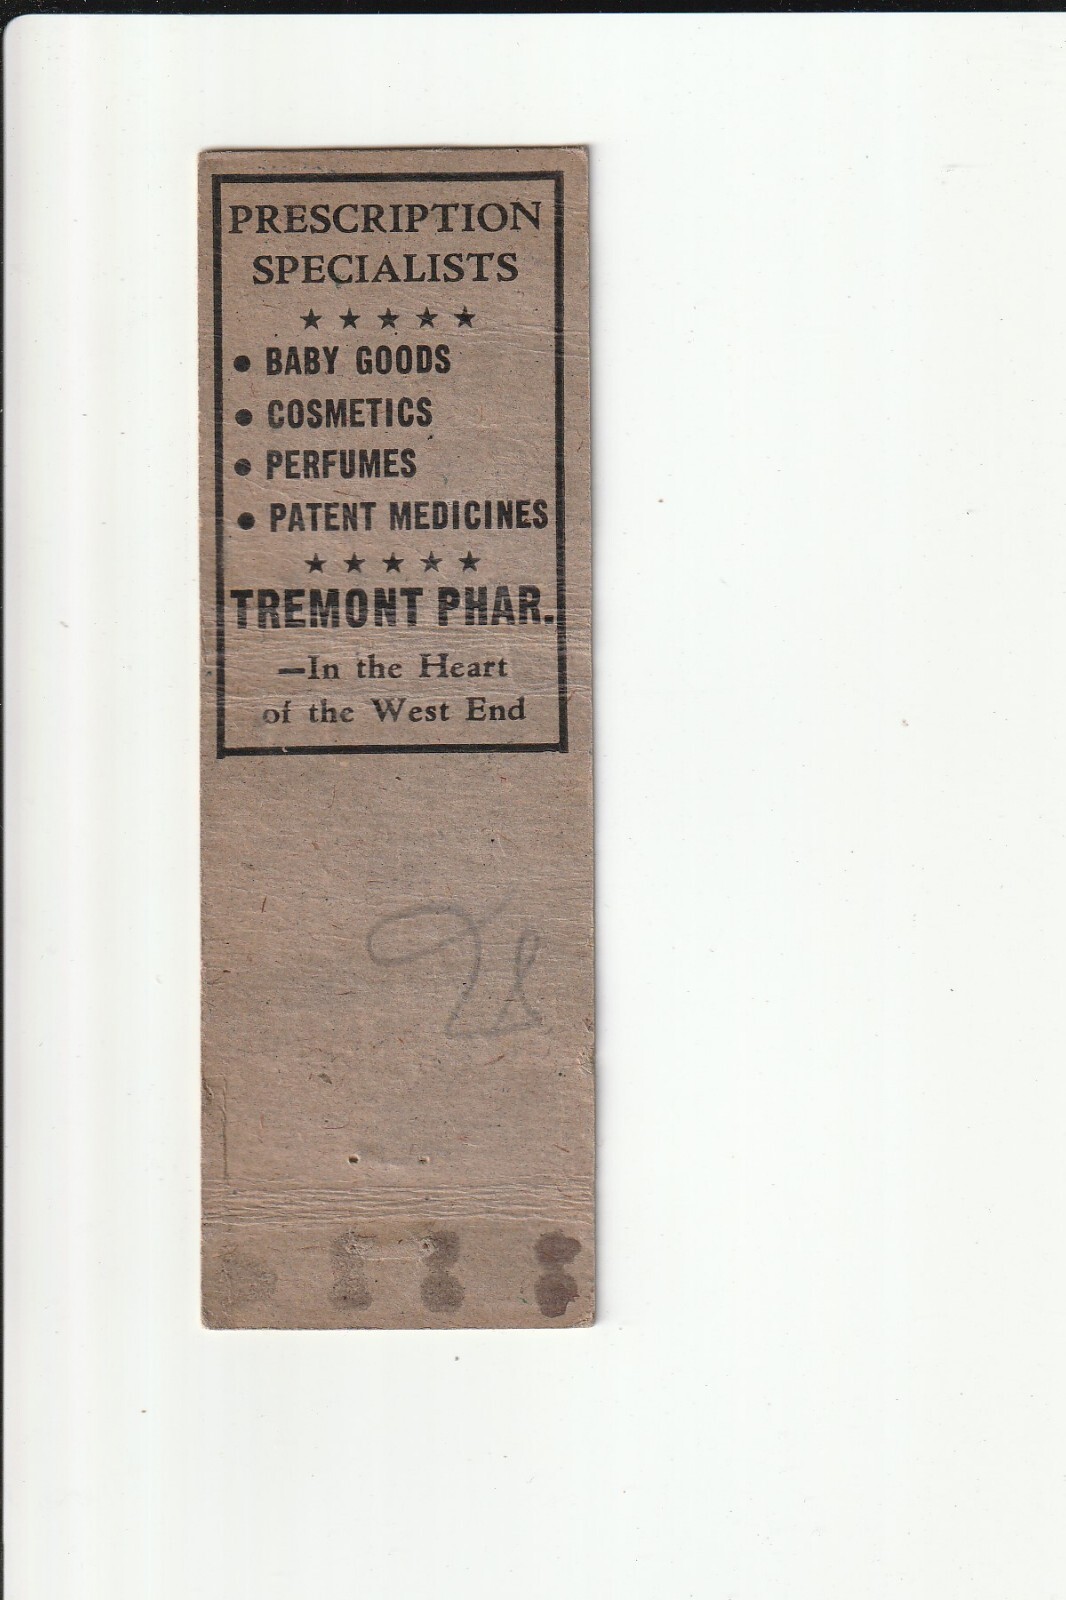 PRESCRIPTION
SPECIALISTS
★ ★ ★ ★ ★
• BABY GOODS
• COSMETICS
• PERFUMES
• PATENT MEDICINES
★ ★ ★ ★ ★
TREMONT PHAR.
—In the Heart
of the West End